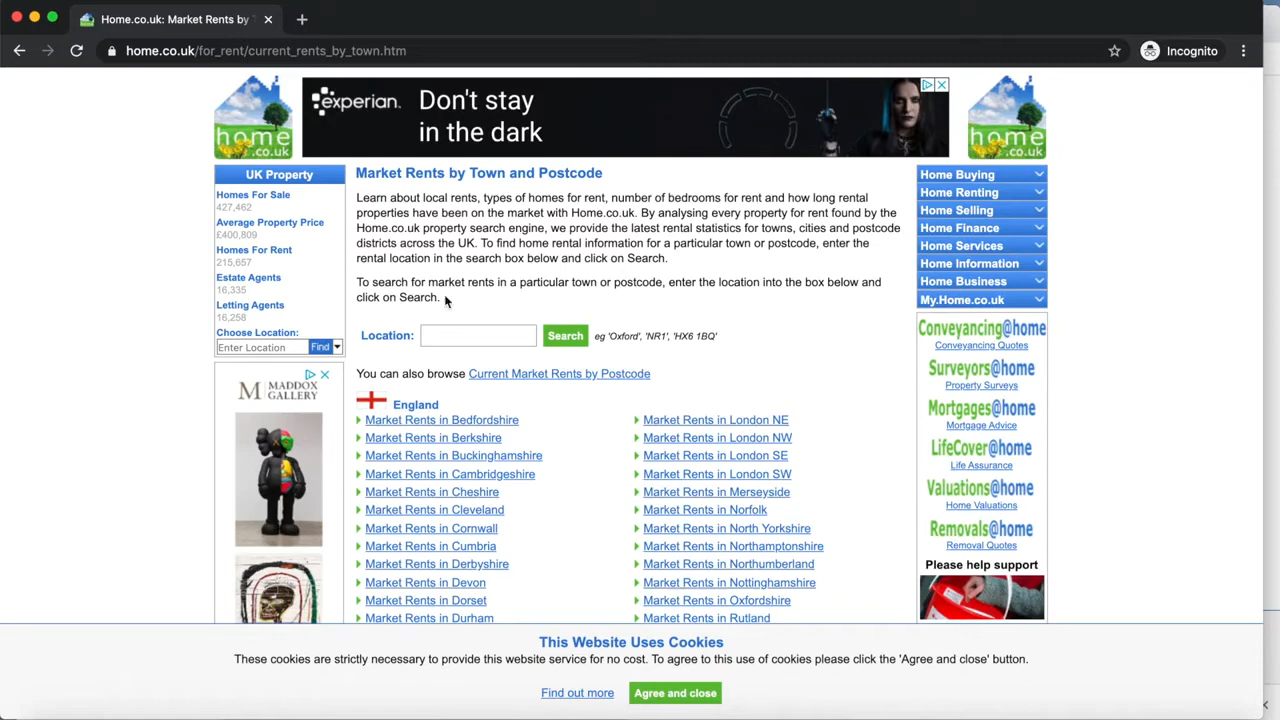 Home.co.uk: Market Rents by T
home.co.uk/for_rent/current_rents_by_town.htm
Incognito
home
.co.uk
experian.
Don't stay
in the dark
home
.co.uk
UK Property
Homes For Sale
427,462
Average Property Price
£400,809
Homes For Rent
215,657
Estate Agents
16,335
Letting Agents
16,258
Choose Location:
Enter Location
Find
MADDOX
GALLERY
Market Rents by Town and Postcode
Learn about local rents, types of homes for rent, number of bedrooms for rent and how long rental
properties have been on the market with Home.co.uk. By analysing every property for rent found by the
Home.co.uk property search engine, we provide the latest rental statistics for towns, cities and postcode
districts across the UK. To find home rental information for a particular town or postcode, enter the
rental location in the search box below and click on Search.
To search for market rents in a particular town or postcode, enter the location into the box below and
click on Search.
Location:
Search
eg 'Oxford', 'NR1', 'HX6 1BQ'
You can also browse Current Market Rents by Postcode
England
Market Rents in Bedfordshire
Market Rents in Berkshire
Market Rents in Buckinghamshire
Market Rents in Cambridgeshire
Market Rents in Cheshire
Market Rents in Cleveland
Market Rents in Cornwall
Market Rents in Cumbria
Market Rents in Derbyshire
Market Rents in Devon
Market Rents in Dorset
Market Rents in Durham
Market Rents in London NE
Market Rents in London NW
Market Rents in London SE
Market Rents in London SW
Market Rents in Merseyside
Market Rents in Norfolk
Market Rents in North Yorkshire
Market Rents in Northamptonshire
Market Rents in Northumberland
Market Rents in Nottinghamshire
Market Rents in Oxfordshire
Market Rents in Rutland
Home Buying
Home Renting
Home Selling
Home Finance
Home Services
Home Information
Home Business
My.Home.co.uk
Conveyancing@home
Conveyancing Quotes
Surveyors@home
Property Surveys
Mortgages@home
Mortgage Advice
LifeCover@home
Life Assurance
Valuations@home
Home Valuations
Removals@home
Removal Quotes
Please help support
This Website Uses Cookies
These cookies are strictly necessary to provide this website service for no cost. To agree to this use of cookies please click the 'Agree and close' button.
Find out more
Agree and close